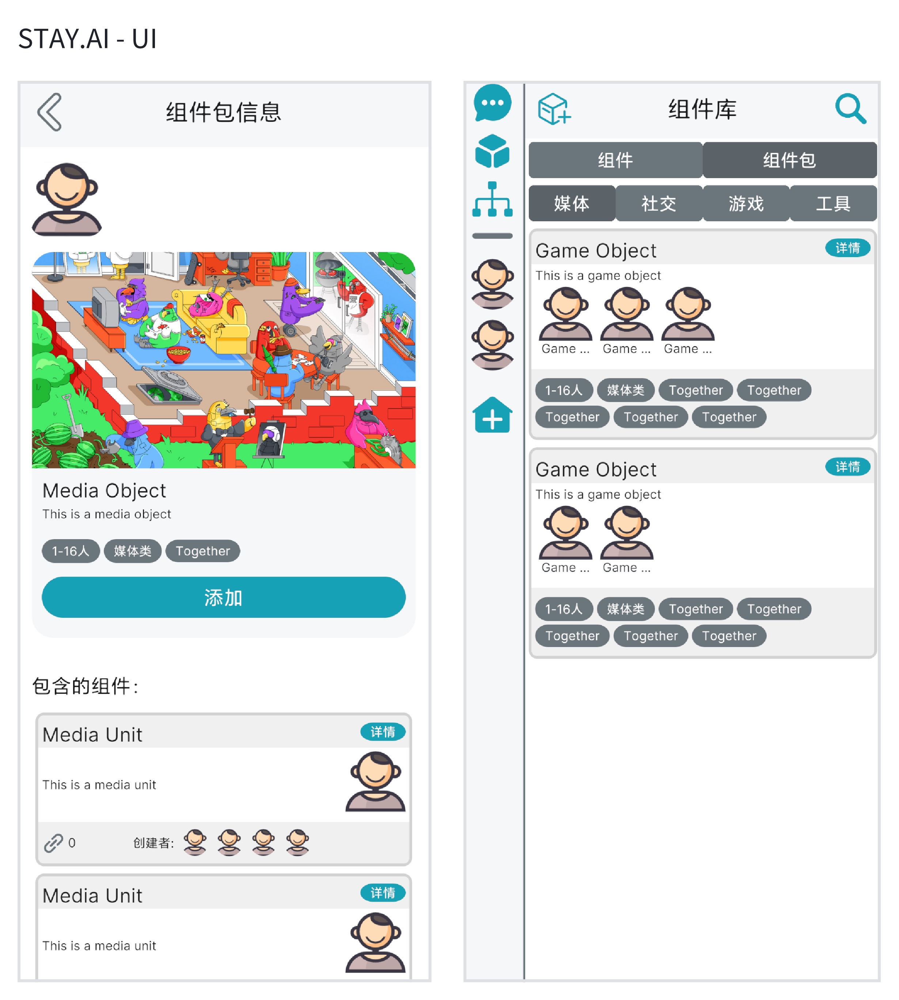 STAY.AI - UI
组件包信息
Media Object
This is a media object
1-16人 媒体类 Together
添加
包含的组件：
Media Unit 详情
This is a media unit
0 创建者:
Media Unit 详情
This is a media unit
组件库
组件 组件包
媒体 社交 游戏 工具
Game Object 详情
This is a game object
Game ... Game ... Game ...
1-16人 媒体类 Together Together
Together Together Together
Game Object 详情
This is a game object
Game ... Game ...
1-16人 媒体类 Together Together
Together Together Together